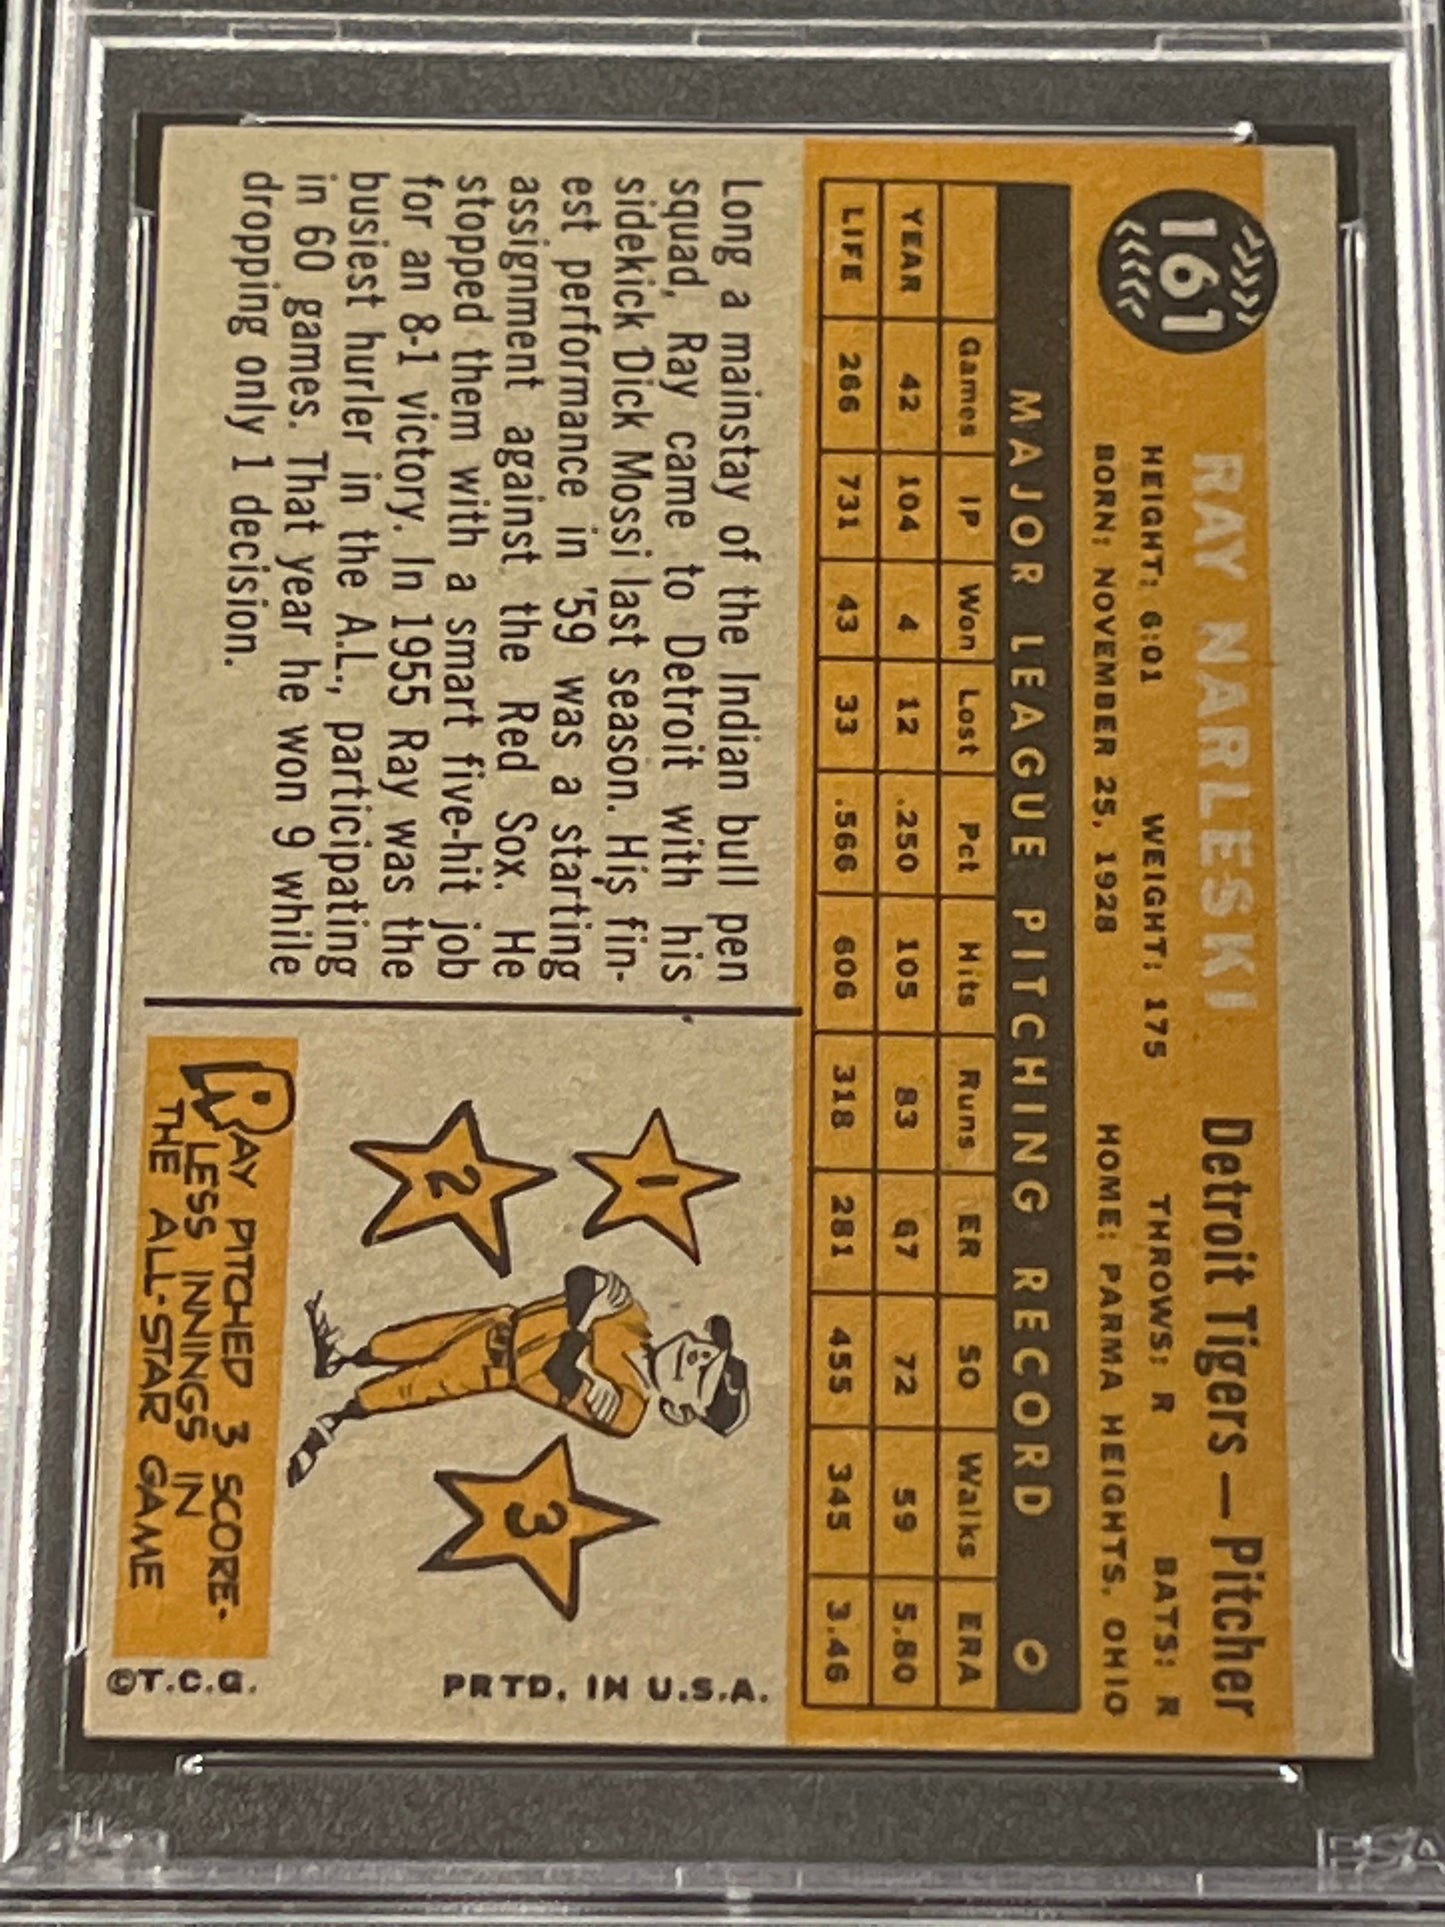 161
RAY NARLESKI
Detroit Tigers — Pitcher
HEIGHT: 6:01 WEIGHT: 175 THROWS: R BATS: R
BORN: NOVEMBER 25, 1928 HOME: PARMA HEIGHTS, OHIO
MAJOR LEAGUE PITCHING RECORD
Games IP Won Lost Pct Hits Runs ER SO Walks ERA
YEAR 42 104 4 12 .250 105 83 67 72 59 5.80
LIFE 266 731 43 33 .566 606 318 281 455 345 3.46
Long a mainstay of the Indian bull pen
squad, Ray came to Detroit with his
sidekick Dick Mossi last season. His fin-
est performance in '59 was a starting
assignment against the Red Sox. He
stopped them with a smart five-hit job
for an 8-1 victory. In 1955 Ray was the
busiest hurler in the A.L., participating
in 60 games. That year he won 9 while
dropping only 1 decision.
1
2
3
RAY PITCHED 3 SCORE-
LESS INNINGS IN
THE ALL-STAR GAME
©T.C.G.
PRTD. IN U.S.A.
PSA